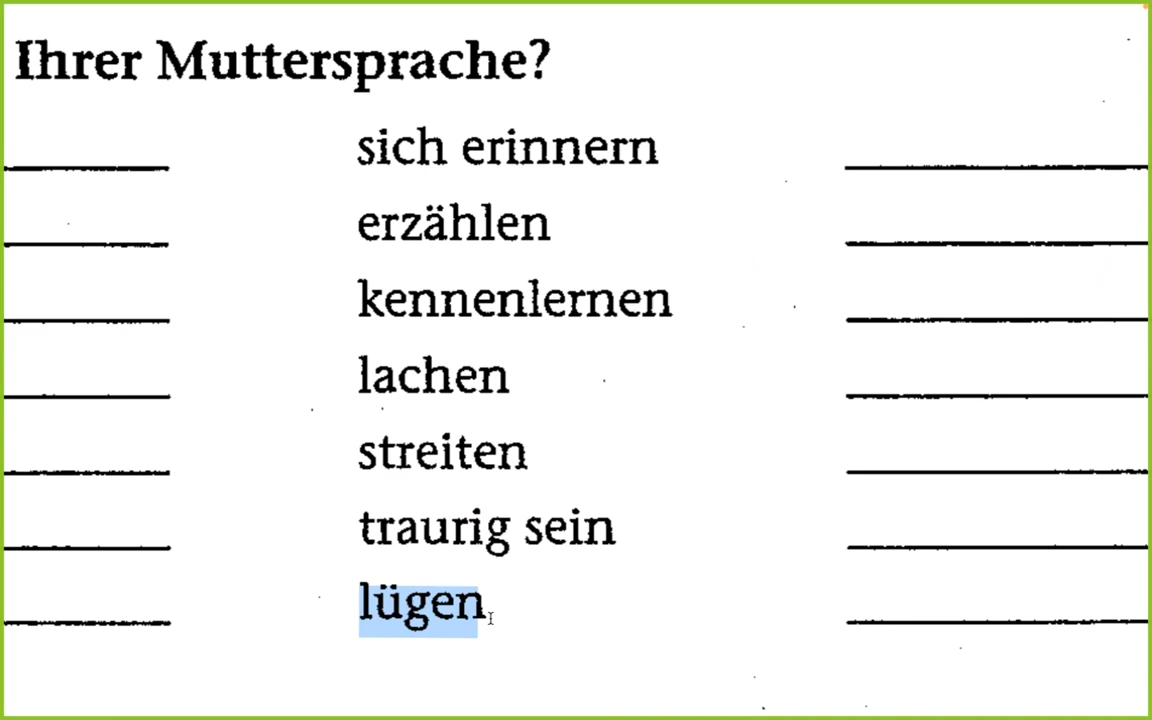 Ihrer Muttersprache?
sich erinnern
erzählen
kennenlernen
lachen
streiten
traurig sein
lügen